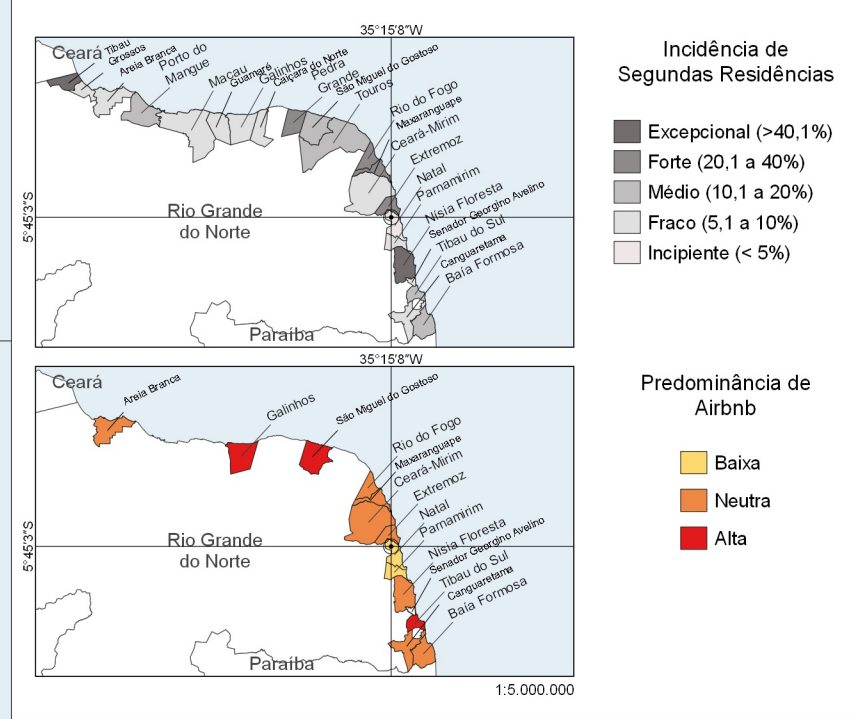 35°15'8"W
Ceará
Tibau
Grossos
Areia Branca
Porto do
Mangue
Macau
Guamaré
Galinhos
Caiçara do Norte
Pedra
Grande
São Miguel do Gostoso
Touros
Rio do Fogo
Maxaranguape
Ceará-Mirim
Extremoz
Natal
Parnamirim
Nísia Floresta
Senador Georgino Avelino
Tibau do Sul
Canguaretama
Baía Formosa
5°45'3"S
Rio Grande
do Norte
Paraíba
Incidência de
Segundas Residências
Excepcional (>40,1%)
Forte (20,1 a 40%)
Médio (10,1 a 20%)
Fraco (5,1 a 10%)
Incipiente (< 5%)
35°15'8"W
Ceará
Areia Branca
Galinhos
São Miguel do Gostoso
Rio do Fogo
Maxaranguape
Ceará-Mirim
Extremoz
Natal
Parnamirim
Nísia Floresta
Senador Georgino Avelino
Tibau do Sul
Canguaretama
Baía Formosa
5°45'3"S
Rio Grande
do Norte
Paraíba
Predominância de
Airbnb
Baixa
Neutra
Alta
1:5.000.000